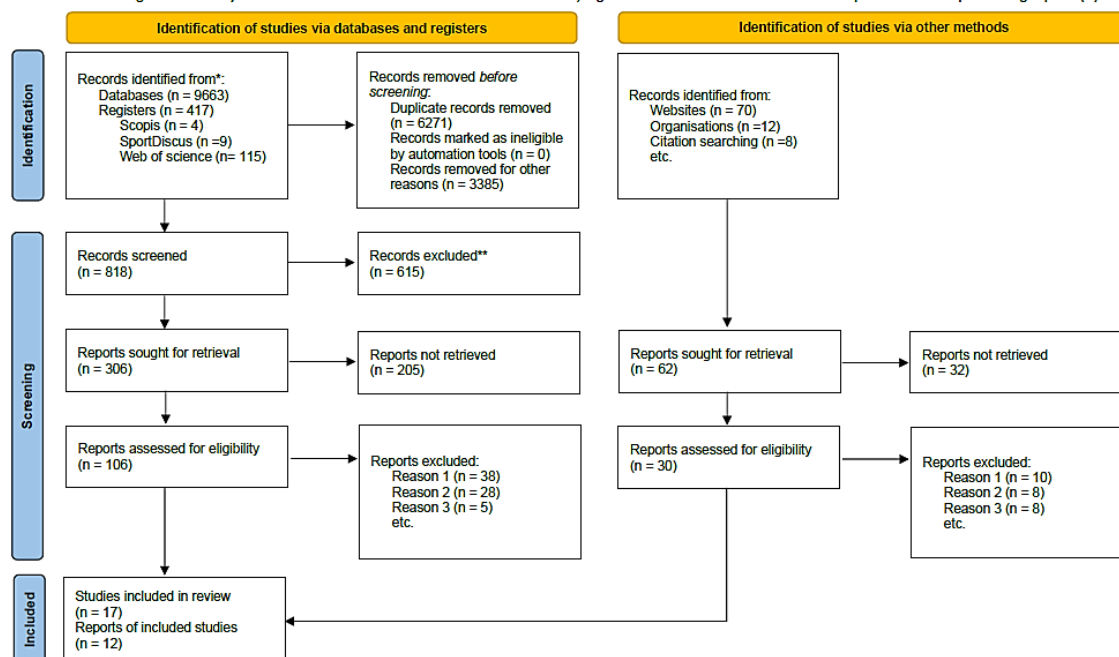 Identification of studies via databases and registers
Identification of studies via other methods
Identification
Records identified from*:
Databases (n = 9663)
Registers (n = 417)
Scopis (n = 4)
SportDiscus (n =9)
Web of science (n= 115)
Records removed before
screening:
Duplicate records removed
(n = 6271)
Records marked as ineligible
by automation tools (n = 0)
Records removed for other
reasons (n = 3385)
Records identified from:
Websites (n = 70)
Organisations (n =12)
Citation searching (n =8)
etc.
Screening
Records screened
(n = 818)
Records excluded**
(n = 615)
Reports sought for retrieval
(n = 306)
Reports not retrieved
(n = 205)
Reports sought for retrieval
(n = 62)
Reports not retrieved
(n = 32)
Reports assessed for eligibility
(n = 106)
Reports excluded:
Reason 1 (n = 38)
Reason 2 (n = 28)
Reason 3 (n = 5)
etc.
Reports assessed for eligibility
(n = 30)
Reports excluded:
Reason 1 (n = 10)
Reason 2 (n = 8)
Reason 3 (n = 8)
etc.
Included
Studies included in review
(n = 17)
Reports of included studies
(n = 12)